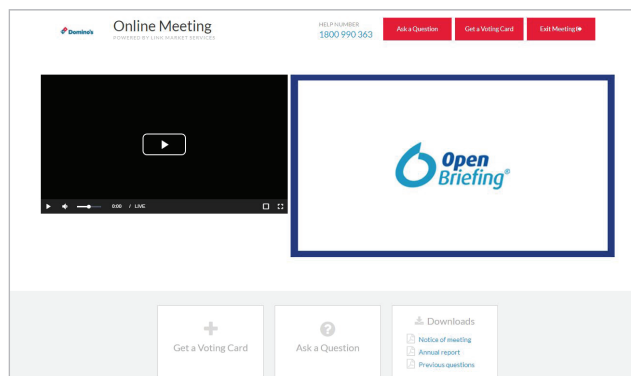 Domino's
Online Meeting
POWERED BY LINK MARKET SERVICES
HELP NUMBER
1800 990 363
Ask a Question
Get a Voting Card
Exit Meeting
0:00 / LIVE
Open
Briefing®
Get a Voting Card
Ask a Question
Downloads
Notice of meeting
Annual report
Previous questions